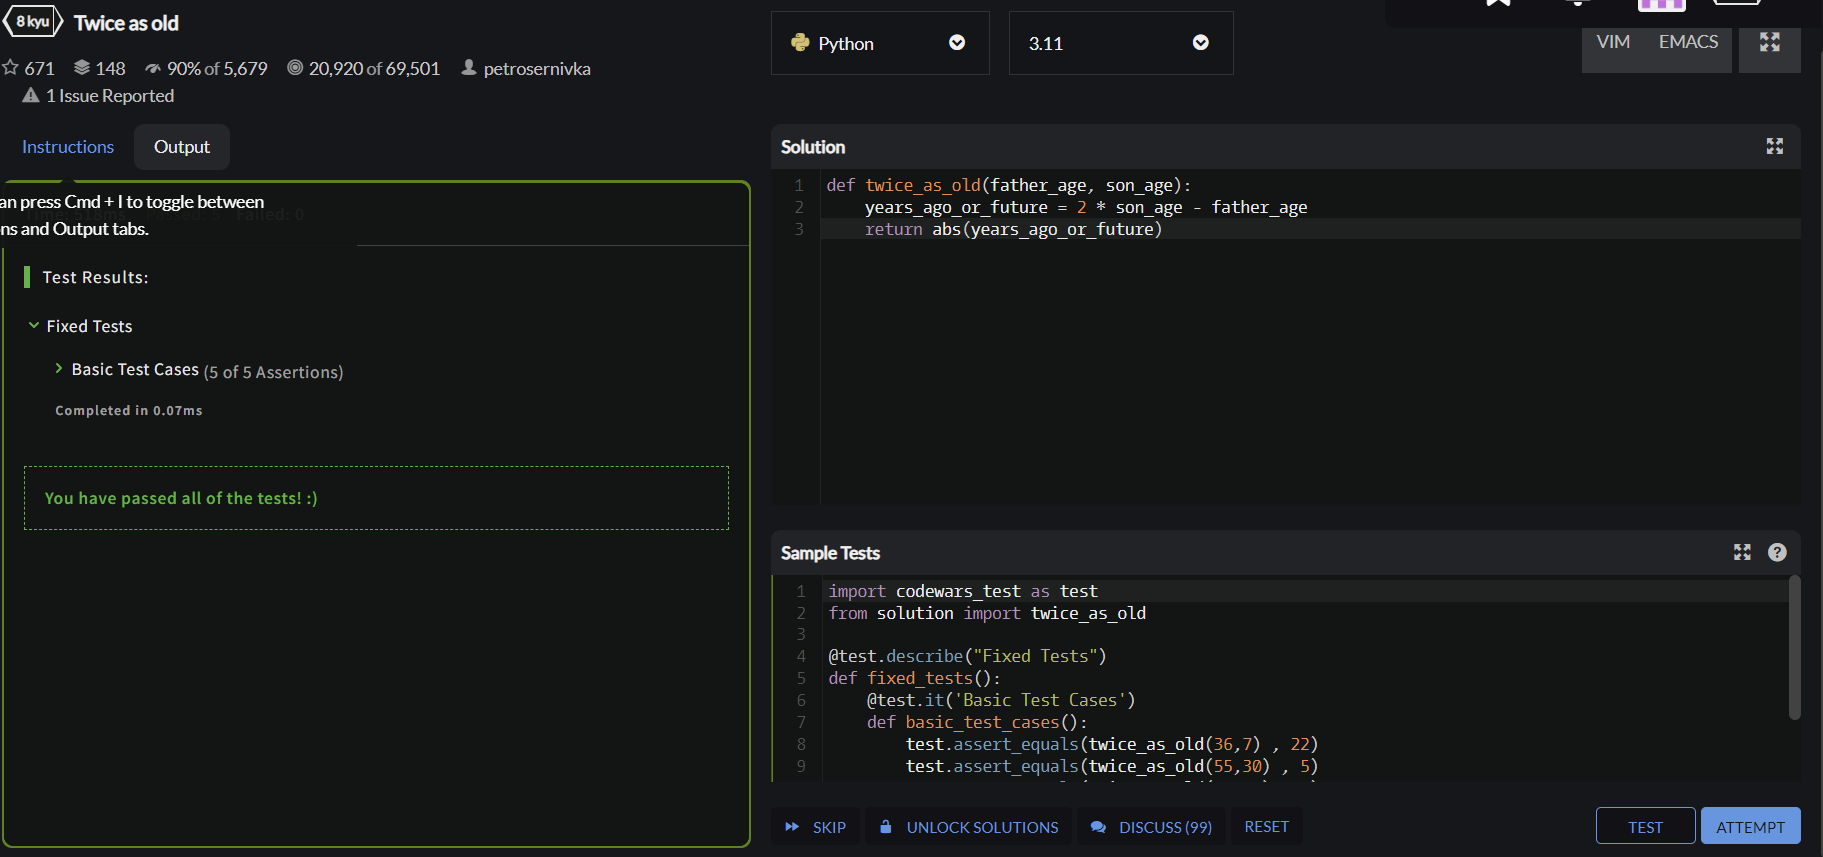 8 kyu Twice as old
671 148 90% of 5,679 20,920 of 69,501 petrosernivka
1 Issue Reported
Instructions Output
an press Cmd + I to toggle between
ns and Output tabs.
Failed: 0
Test Results:
Fixed Tests
Basic Test Cases (5 of 5 Assertions)
Completed in 0.07ms
You have passed all of the tests! :)
Python 3.11
VIM EMACS
Solution
1 def twice_as_old(father_age, son_age):
2 years_ago_or_future = 2 * son_age - father_age
3 return abs(years_ago_or_future)
Sample Tests ?
1 import codewars_test as test
2 from solution import twice_as_old
3
4 @test.describe("Fixed Tests")
5 def fixed_tests():
6 @test.it('Basic Test Cases')
7 def basic_test_cases():
8 test.assert_equals(twice_as_old(36,7) , 22)
9 test.assert_equals(twice_as_old(55,30) , 5)
SKIP UNLOCK SOLUTIONS DISCUSS (99) RESET TEST ATTEMPT